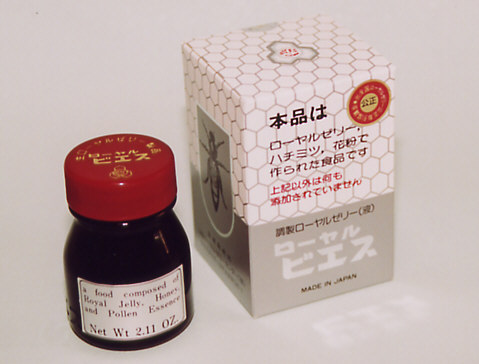 ローヤル
ビエス
a food composed of
Royal Jelly, Honey,
and Pollen Essence
Net Wt 2.11 OZ.
公正
本品は
ローヤルゼリー，
ハチミツ，花粉で
作られた食品です
上記以外は何も
添加されていません
調製ローヤルゼリー(液)
ローヤル
ビエス
MADE IN JAPAN